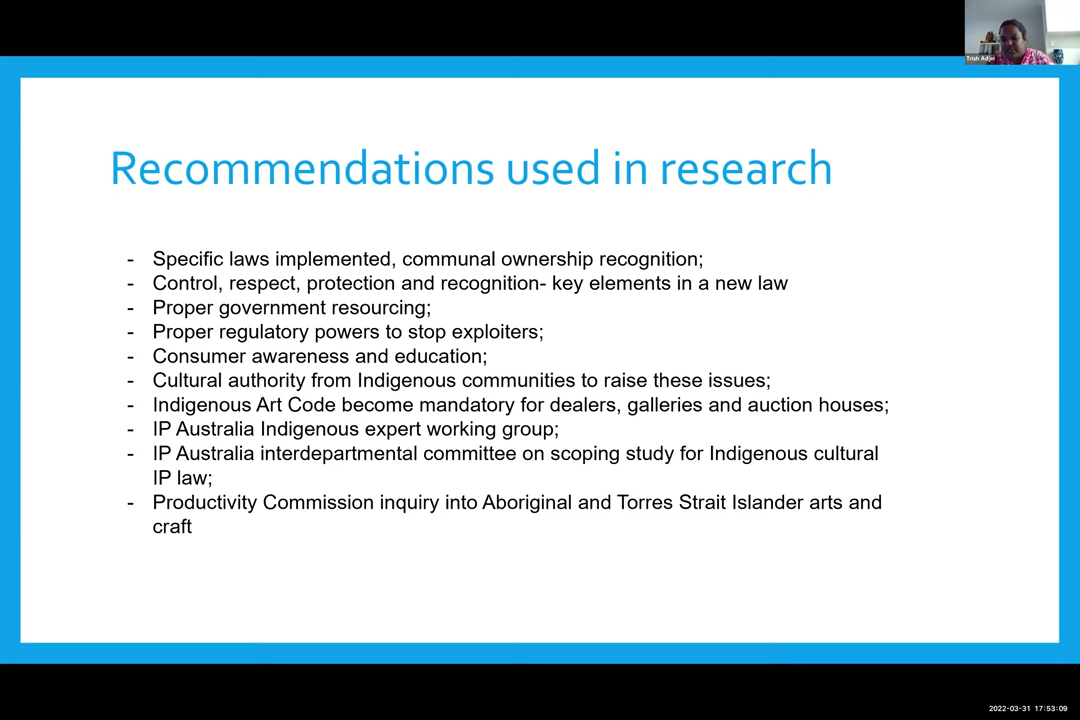 Trish Adjei
Recommendations used in research
- Specific laws implemented, communal ownership recognition;
- Control, respect, protection and recognition- key elements in a new law
- Proper government resourcing;
- Proper regulatory powers to stop exploiters;
- Consumer awareness and education;
- Cultural authority from Indigenous communities to raise these issues;
- Indigenous Art Code become mandatory for dealers, galleries and auction houses;
- IP Australia Indigenous expert working group;
- IP Australia interdepartmental committee on scoping study for Indigenous cultural
IP law;
- Productivity Commission inquiry into Aboriginal and Torres Strait Islander arts and
craft
2022-03-31 17:53:09